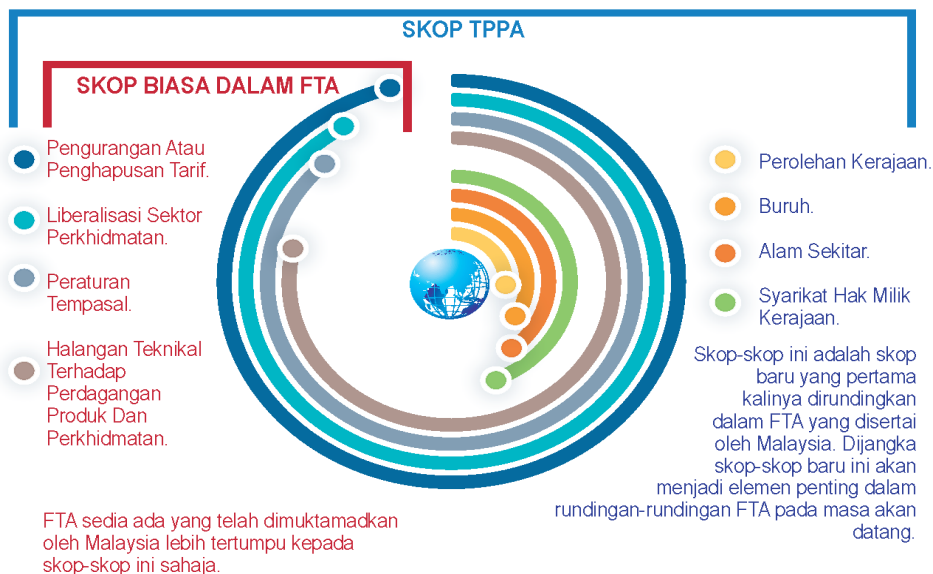 SKOP TPPA
SKOP BIASA DALAM FTA
Pengurangan Atau
Penghapusan Tarif.
Liberalisasi Sektor
Perkhidmatan.
Peraturan
Tempasal.
Halangan Teknikal
Terhadap
Perdagangan
Produk Dan
Perkhidmatan.
FTA sedia ada yang telah dimuktamadkan
oleh Malaysia lebih tertumpu kepada
skop-skop ini sahaja.
Perolehan Kerajaan.
Buruh.
Alam Sekitar.
Syarikat Hak Milik
Kerajaan.
Skop-skop ini adalah skop
baru yang pertama
kalinya dirundingkan
dalam FTA yang disertai
oleh Malaysia. Dijangka
skop-skop baru ini akan
menjadi elemen penting dalam
rundingan-rundingan FTA pada masa akan
datang.